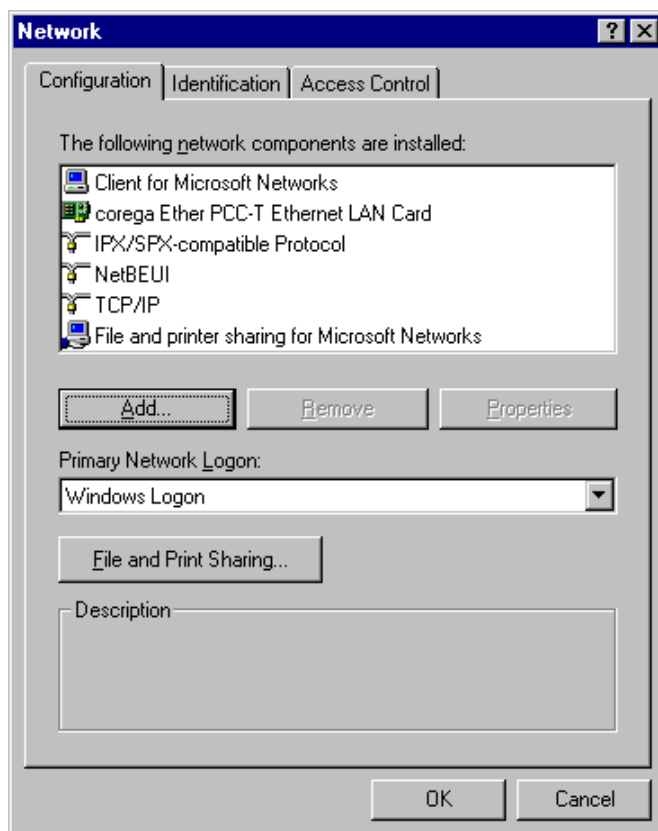 Network
Configuration Identification Access Control
The following network components are installed:
Client for Microsoft Networks
corega Ether PCC-T Ethernet LAN Card
IPX/SPX-compatible Protocol
NetBEUI
TCP/IP
File and printer sharing for Microsoft Networks
Add... Remove Properties
Primary Network Logon:
Windows Logon
File and Print Sharing...
Description
OK Cancel